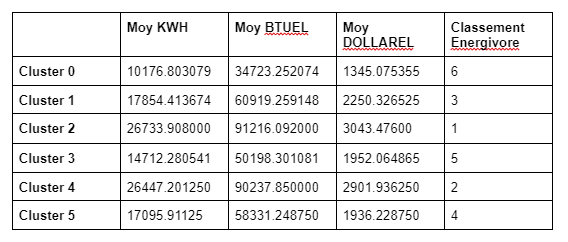 Moy KWH Moy BTUEL Moy DOLLAREL Classement Energivore
Cluster 0 10176.803079 34723.252074 1345.075355 6
Cluster 1 17854.413674 60919.259148 2250.326525 3
Cluster 2 26733.908000 91216.092000 3043.47600 1
Cluster 3 14712.280541 50198.301081 1952.064865 5
Cluster 4 26447.201250 90237.850000 2901.936250 2
Cluster 5 17095.91125 58331.248750 1936.228750 4